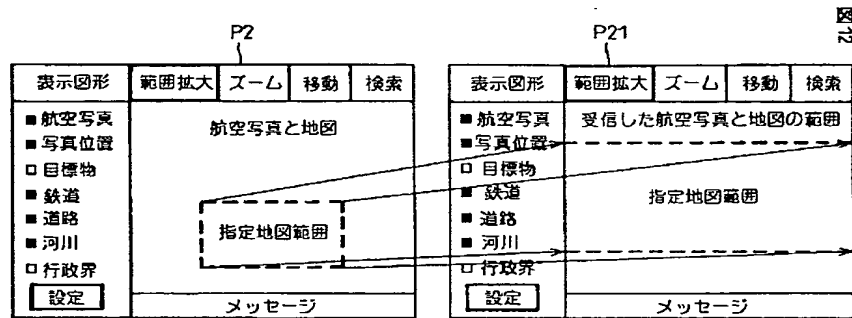 図12
P2
表示図形 範囲拡大 ズーム 移動 検索
■ 航空写真
■ 写真位置
□ 目標物
■ 鉄道
■ 道路
■ 河川
□ 行政界
設定
航空写真と地図
指定地図範囲
メッセージ
P21
表示図形 範囲拡大 ズーム 移動 検索
■ 航空写真
■ 写真位置
□ 目標物
■ 鉄道
■ 道路
■ 河川
□ 行政界
設定
受信した航空写真と地図の範囲
指定地図範囲
メッセージ